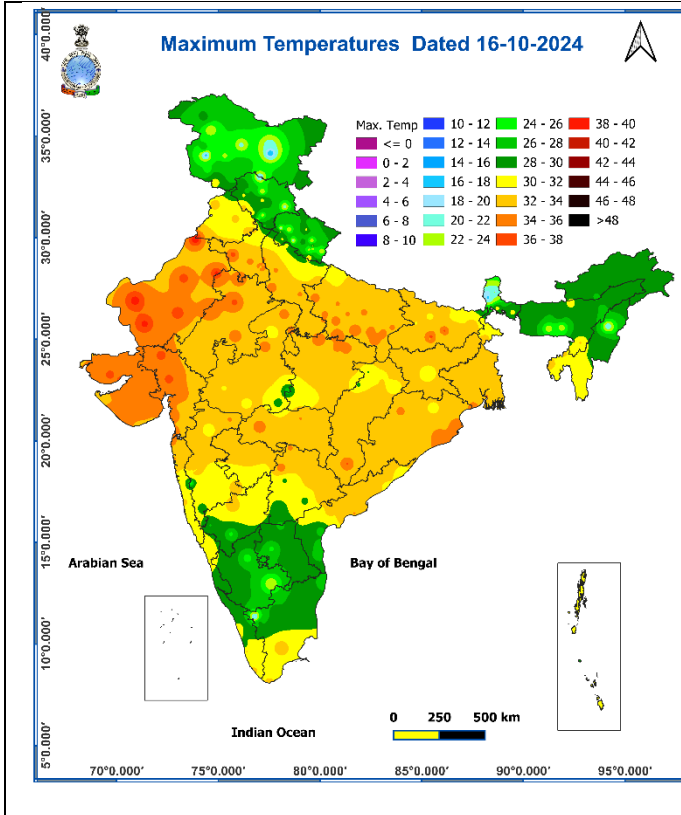 Maximum Temperatures Dated 16-10-2024
Max. Temp
<= 0
0 - 2
2 - 4
4 - 6
6 - 8
8 - 10
10 - 12
12 - 14
14 - 16
16 - 18
18 - 20
20 - 22
22 - 24
24 - 26
26 - 28
28 - 30
30 - 32
32 - 34
34 - 36
36 - 38
38 - 40
40 - 42
42 - 44
44 - 46
46 - 48
>48
40°0.000'
35°0.000'
30°0.000'
25°0.000'
20°0.000'
15°0.000'
10°0.000'
5°0.000'
Arabian Sea
Bay of Bengal
Indian Ocean
0 250 500 km
70°0.000' 75°0.000' 80°0.000' 85°0.000' 90°0.000' 95°0.000'